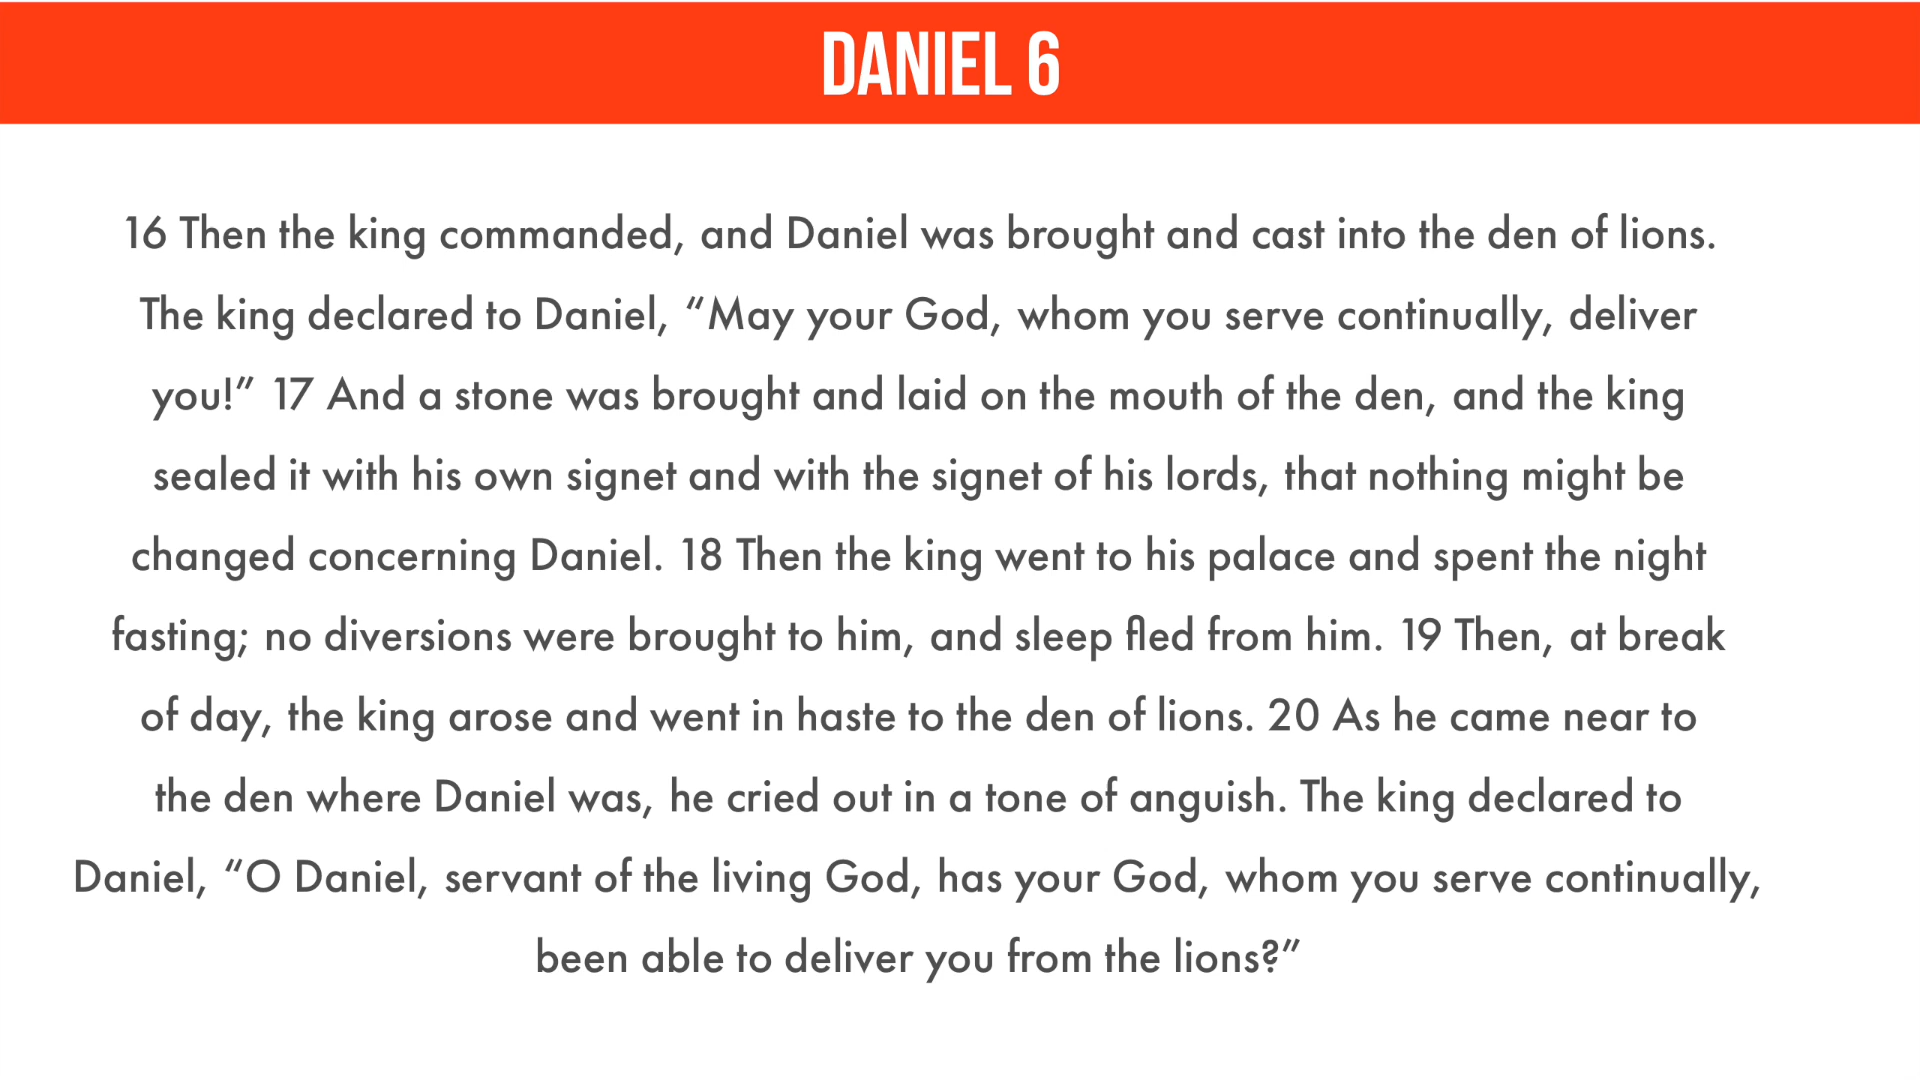 DANIEL 6
16 Then the king commanded, and Daniel was brought and cast into the den of lions.
The king declared to Daniel, “May your God, whom you serve continually, deliver
you!” 17 And a stone was brought and laid on the mouth of the den, and the king
sealed it with his own signet and with the signet of his lords, that nothing might be
changed concerning Daniel. 18 Then the king went to his palace and spent the night
fasting; no diversions were brought to him, and sleep fled from him. 19 Then, at break
of day, the king arose and went in haste to the den of lions. 20 As he came near to
the den where Daniel was, he cried out in a tone of anguish. The king declared to
Daniel, “O Daniel, servant of the living God, has your God, whom you serve continually,
been able to deliver you from the lions?”